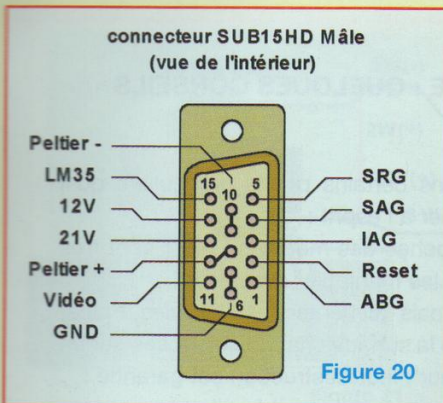 connecteur SUB15HD Mâle
(vue de l'intérieur)
Peltier -
LM35
12V
21V
Peltier +
Vidéo
GND
15
10
5
11
6
1
SRG
SAG
IAG
Reset
ABG
Figure 20